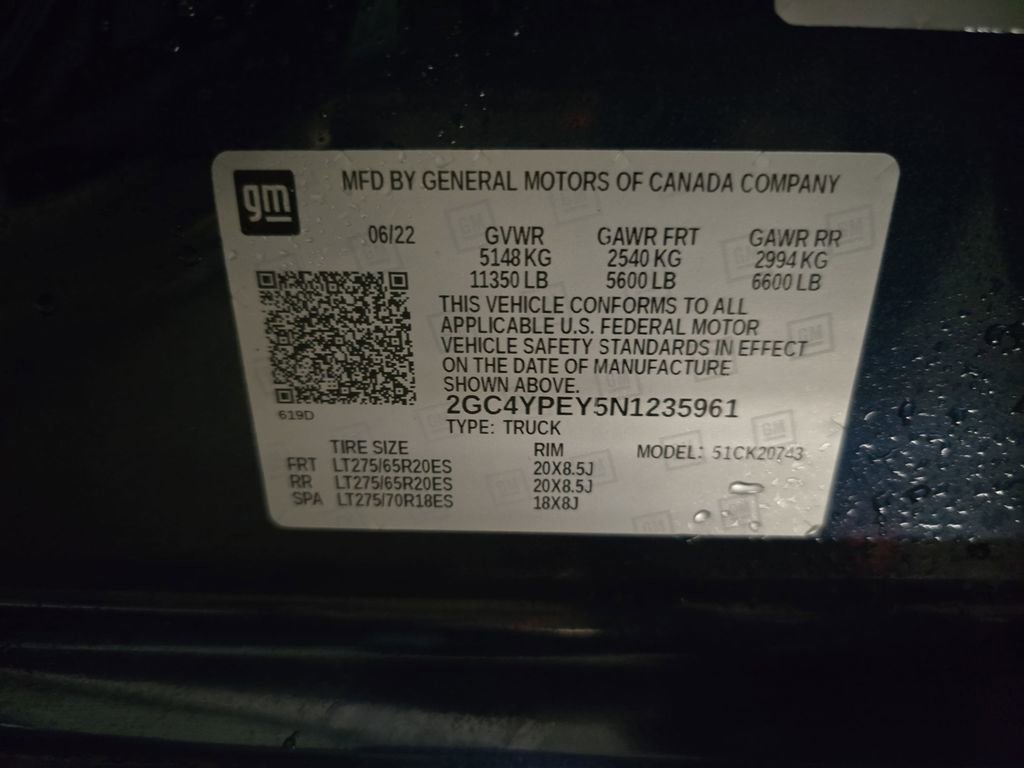 gm
MFD BY GENERAL MOTORS OF CANADA COMPANY
06/22 GVWR GAWR FRT GAWR RR
5148 KG 2540 KG 2994 KG
11350 LB 5600 LB 6600 LB
THIS VEHICLE CONFORMS TO ALL
APPLICABLE U.S. FEDERAL MOTOR
VEHICLE SAFETY STANDARDS IN EFFECT
ON THE DATE OF MANUFACTURE
SHOWN ABOVE.
619D
2GC4YPEY5N1235961
TYPE: TRUCK
TIRE SIZE RIM MODEL: 51CK20743
FRT LT275/65R20ES 20X8.5J
RR LT275/65R20ES 20X8.5J
SPA LT275/70R18ES 18X8J